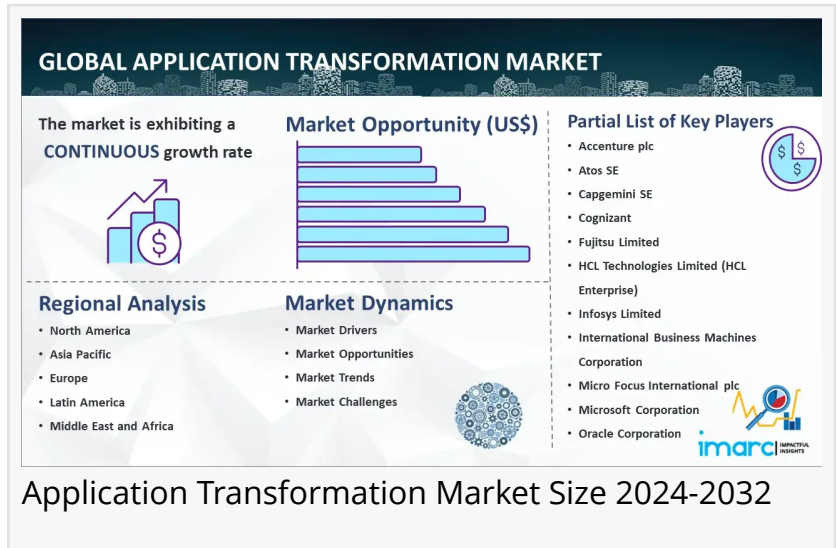 GLOBAL APPLICATION TRANSFORMATION MARKET
The market is exhibiting a
CONTINUOUS growth rate
$
Market Opportunity (US$)
Regional Analysis
• North America
• Asia Pacific
• Europe
• Latin America
• Middle East and Africa
Market Dynamics
• Market Drivers
• Market Opportunities
• Market Trends
• Market Challenges
Partial List of Key Players
$ $
$
• Accenture plc
• Atos SE
• Capgemini SE
• Cognizant
• Fujitsu Limited
• HCL Technologies Limited (HCL
Enterprise)
• Infosys Limited
• International Business Machines
Corporation
• Micro Focus International plc
• Microsoft Corporation
• Oracle Corporation
imarc
IMPACTFUL
INSIGHTS
Application Transformation Market Size 2024-2032